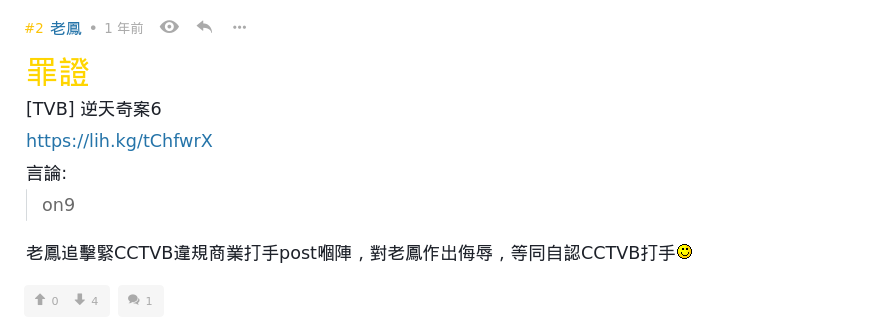 #2 老鳳 • 1 年前
罪證
[TVB] 逆天奇案6
https://lih.kg/tChfwrX
言論:
on9
老鳳追擊緊CCTVB違規商業打手post嗰陣，對老鳳作出侮辱，等同自認CCTVB打手
0 4 1